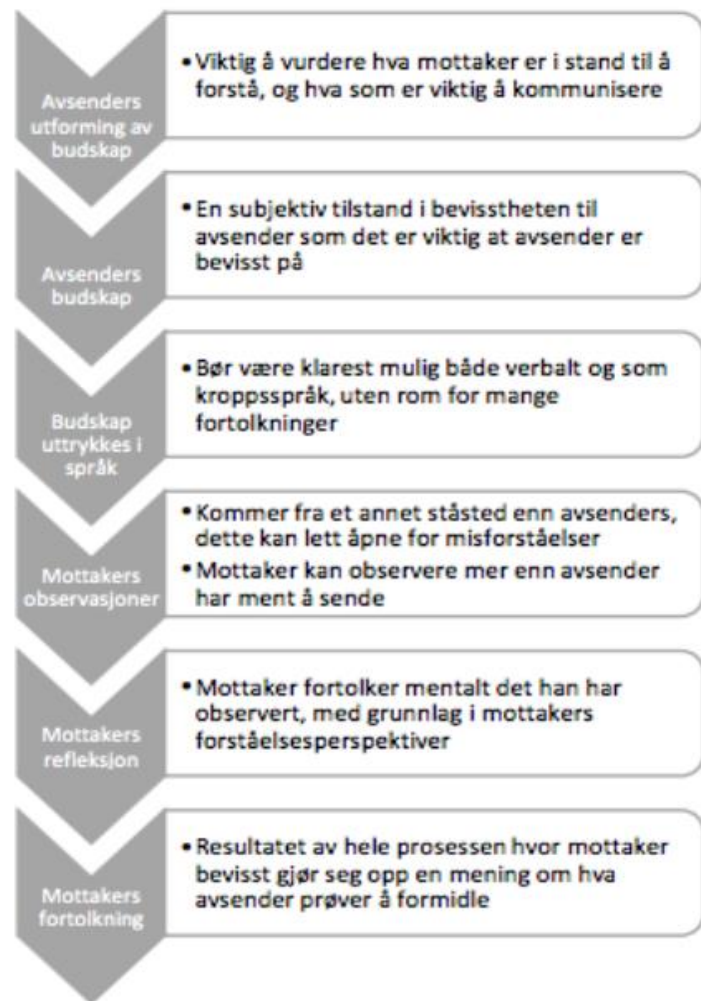 Avsenders
utforming av
budskap
• Viktig å vurdere hva mottaker er i stand til å
forstå, og hva som er viktig å kommunisere
Avsenders
budskap
• En subjektiv tilstand i bevisstheten til
avsender som det er viktig at avsender er
bevisst på
Budskap
uttrykkes i
språk
• Bør være klarest mulig både verbalt og som
kroppsspråk, uten rom for mange
fortolkninger
Mottakers
observasjoner
• Kommer fra et annet ståsted enn avsenders,
dette kan lett åpne for misforståelser
• Mottaker kan observere mer enn avsender
har ment å sende
Mottakers
refleksjon
• Mottaker fortolker mentalt det han har
observert, med grunnlag i mottakers
forståelsesperspektiver
Mottakers
fortolkning
• Resultatet av hele prosessen hvor mottaker
bevisst gjør seg opp en mening om hva
avsender prøver å formidle